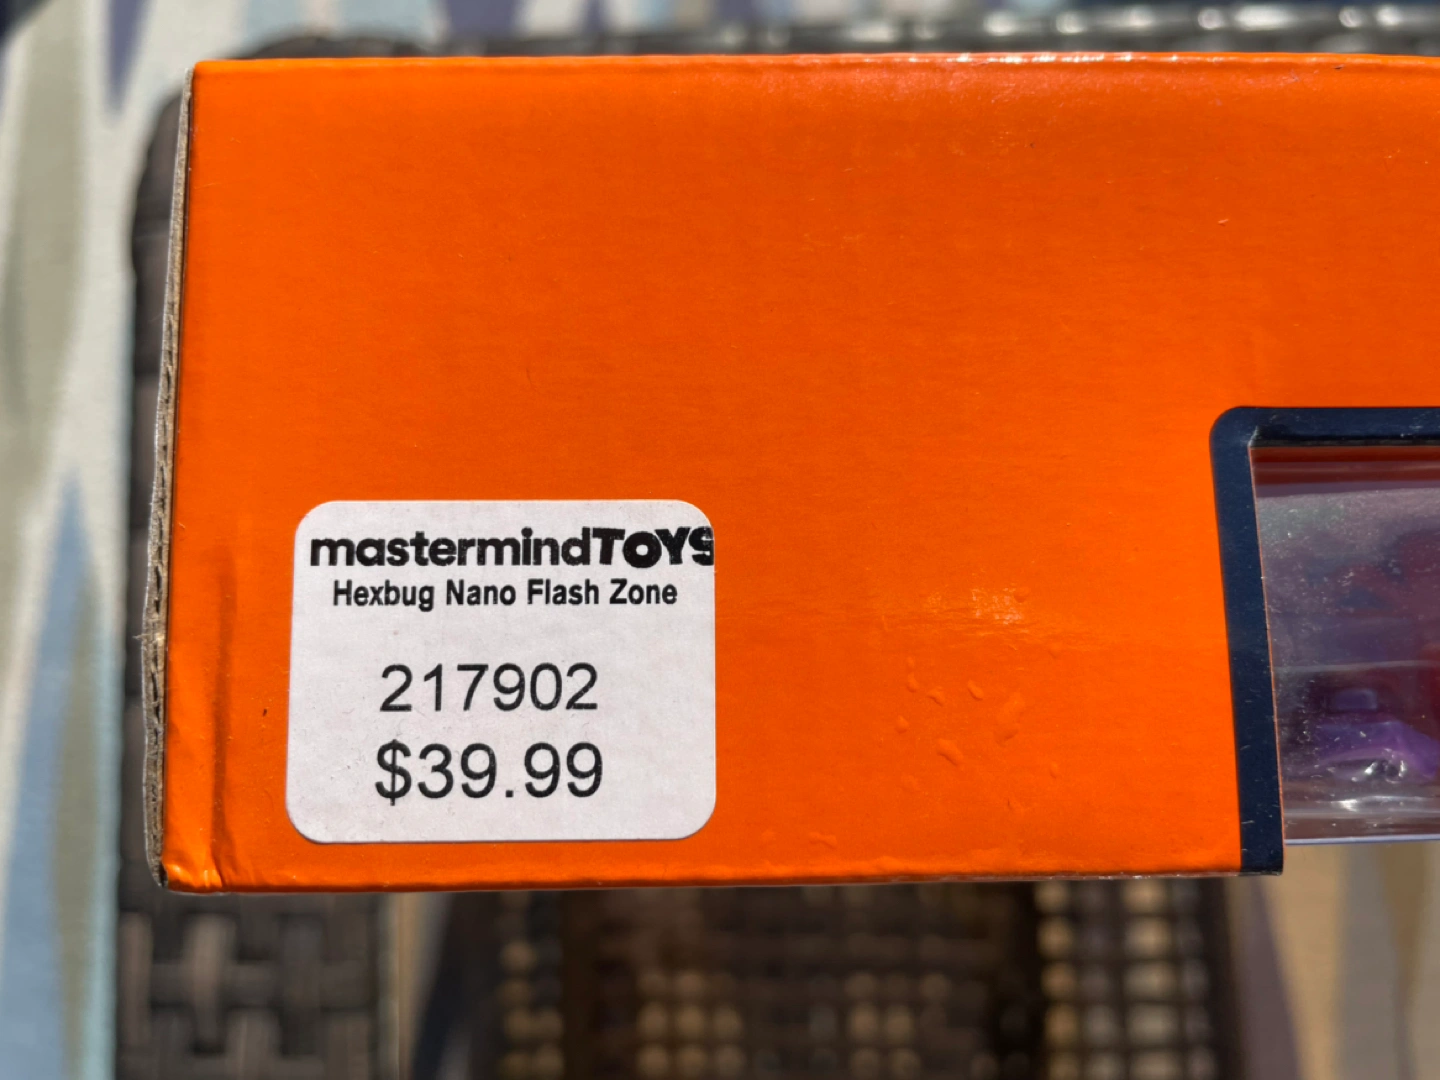 mastermindTOYS
Hexbug Nano Flash Zone
217902
$39.99